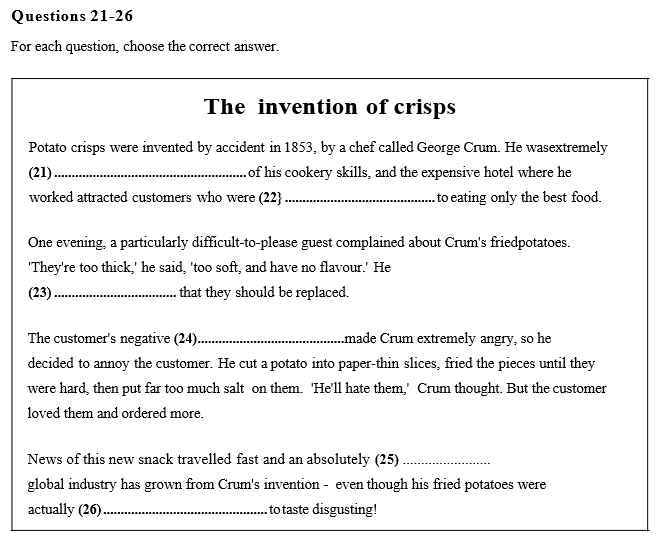 Questions 21-26
For each question, choose the correct answer.
The invention of crisps
Potato crisps were invented by accident in 1853, by a chef called George Crum. He wasextremely
(21) ................................................ of his cookery skills, and the expensive hotel where he
worked attracted customers who were (22} ...................................... to eating only the best food.
One evening, a particularly difficult-to-please guest complained about Crum's friedpotatoes.
'They're too thick,' he said, 'too soft, and have no flavour.' He
(23) ............................... that they should be replaced.
The customer's negative (24).....................................made Crum extremely angry, so he
decided to annoy the customer. He cut a potato into paper-thin slices, fried the pieces until they
were hard, then put far too much salt on them. 'He'll hate them,' Crum thought. But the customer
loved them and ordered more.
News of this new snack travelled fast and an absolutely (25) ........................
global industry has grown from Crum's invention - even though his fried potatoes were
actually (26)......................................... totaste disgusting!